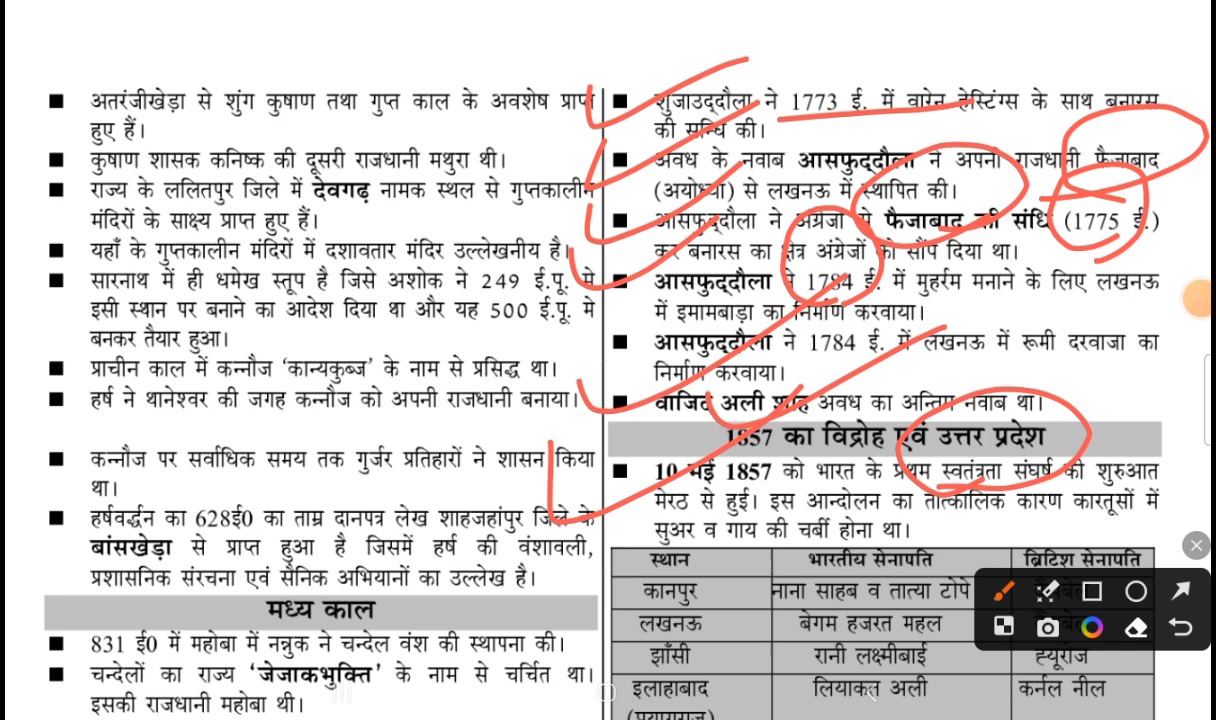 ■ अतरंजीखेड़ा से शुंग कुषाण तथा गुप्त काल के अवशेष प्राप्त
हुए हैं।
■ कुषाण शासक कनिष्क की दूसरी राजधानी मथुरा थी।
■ राज्य के ललितपुर जिले में देवगढ़ नामक स्थल से गुप्तकालीन
मंदिरों के साक्ष्य प्राप्त हुए हैं।
■ यहाँ के गुप्तकालीन मंदिरों में दशावतार मंदिर उल्लेखनीय है।
■ सारनाथ में ही धमेख स्तूप है जिसे अशोक ने 249 ई.पू. मे
इसी स्थान पर बनाने का आदेश दिया था और यह 500 ई.पू. मे
बनकर तैयार हुआ।
■ प्राचीन काल में कन्नौज ‘कान्यकुब्ज’ के नाम से प्रसिद्ध था।
■ हर्ष ने थानेश्वर की जगह कन्नौज को अपनी राजधानी बनाया।
■ कन्नौज पर सर्वाधिक समय तक गुर्जर प्रतिहारों ने शासन किया
था।
■ हर्षवर्द्धन का 628ई0 का ताम्र दानपत्र लेख शाहजहांपुर जिले के
बांसखेड़ा से प्राप्त हुआ है जिसमें हर्ष की वंशावली,
प्रशासनिक संरचना एवं सैनिक अभियानों का उल्लेख है।
मध्य काल
■ 831 ई0 में महोबा में नन्नुक ने चन्देल वंश की स्थापना की।
■ चन्देलों का राज्य ‘जेजाकभुक्ति’ के नाम से चर्चित था।
इसकी राजधानी महोबा थी।
■ शुजाउद्दौला ने 1773 ई. में वारेन हेस्टिंग्स के साथ बनारस
की सन्धि की।
■ अवध के नवाब आसफुद्दौला ने अपनी राजधानी फैजाबाद
(अयोध्या) से लखनऊ में स्थापित की।
■ आसफुद्दौला ने अंग्रेजों से फैजाबाद की संधि (1775 ई.)
कर बनारस का क्षेत्र अंग्रेजों को सौंप दिया था।
■ आसफुद्दौला ने 1784 ई. में मुहर्रम मनाने के लिए लखनऊ
में इमामबाड़ा का निर्माण करवाया।
■ आसफुद्दौला ने 1784 ई. में लखनऊ में रूमी दरवाजा का
निर्माण करवाया।
■ वाजिद अली शाह अवध का अन्तिम नवाब था।
1857 का विद्रोह एवं उत्तर प्रदेश
■ 10 मई 1857 को भारत के प्रथम स्वतंत्रता संघर्ष की शुरुआत
मेरठ से हुई। इस आन्दोलन का तात्कालिक कारण कारतूसों में
सुअर व गाय की चर्बी होना था।
स्थान भारतीय सेनापति ब्रिटिश सेनापति
कानपुर नाना साहब व तात्या टोपे
लखनऊ बेगम हजरत महल
झाँसी रानी लक्ष्मीबाई ह्यूरोज
इलाहाबाद लियाकत अली कर्नल नील
(प्रयागराज)